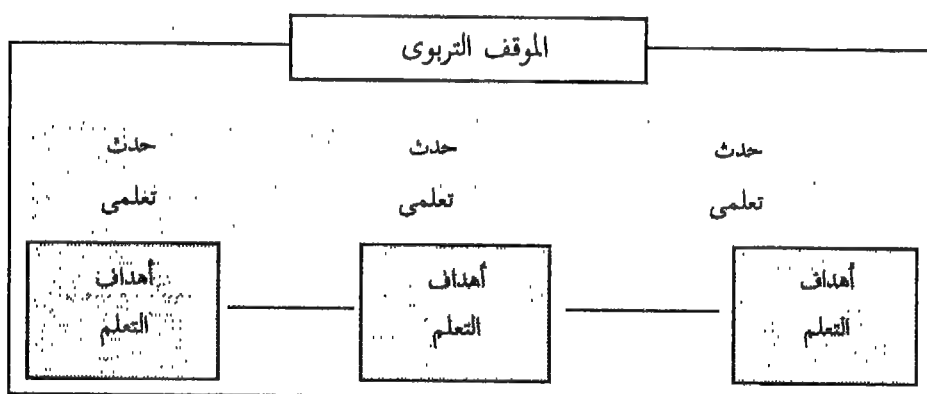 الموقف التربوى
حدث حدث حدث
تعلمى تعلمى تعلمى
أهداف أهداف أهداف
التعلم التعلم التعلم